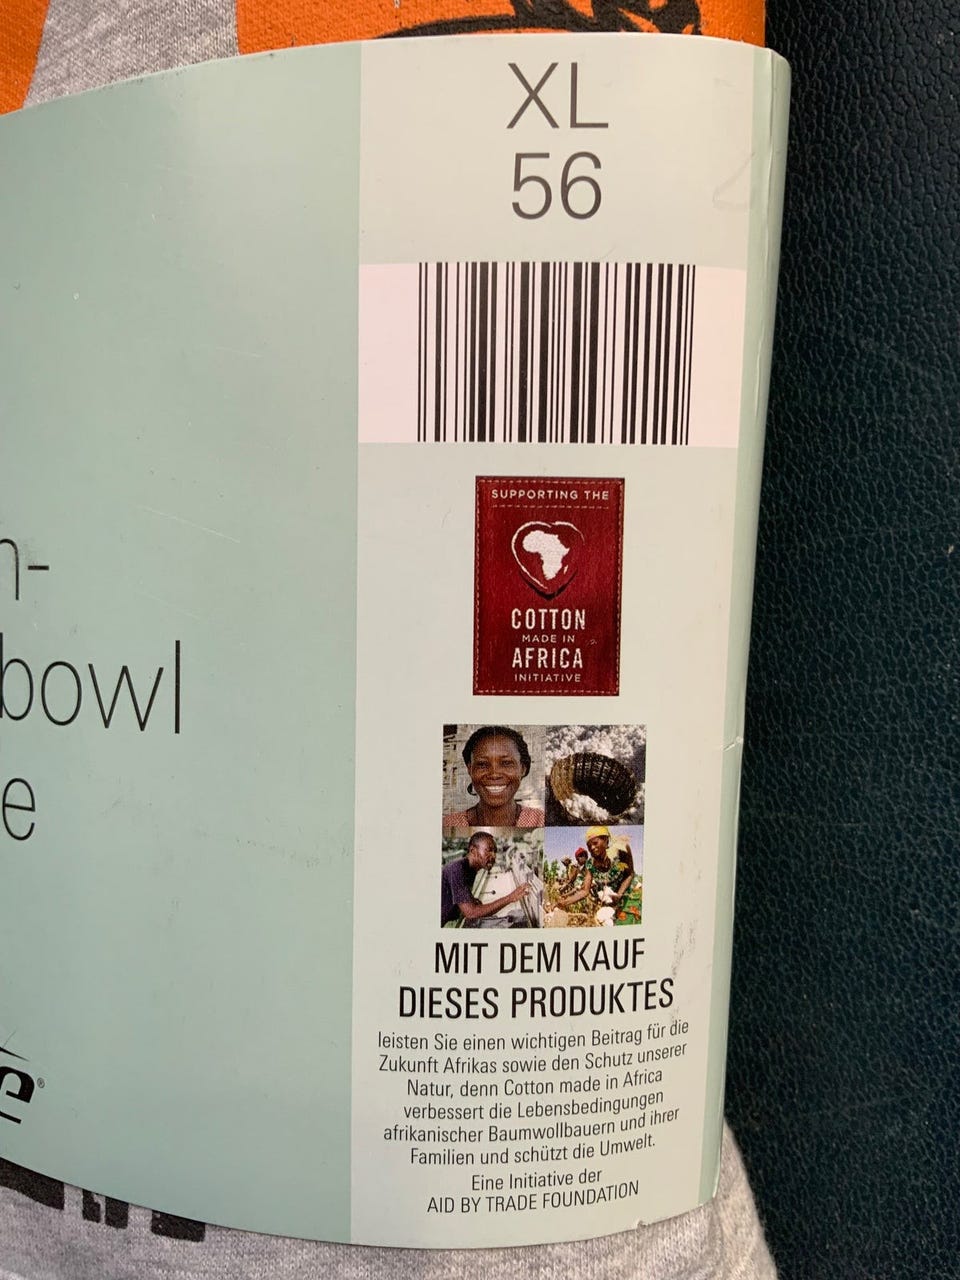 XL
56
SUPPORTING THE
COTTON
MADE IN
AFRICA
INITIATIVE
n-
bowl
e
e®
MIT DEM KAUF
DIESES PRODUKTES
leisten Sie einen wichtigen Beitrag für die
Zukunft Afrikas sowie den Schutz unserer
Natur, denn Cotton made in Africa
verbessert die Lebensbedingungen
afrikanischer Baumwollbauern und ihrer
Familien und schützt die Umwelt.
Eine Initiative der
AID BY TRADE FOUNDATION